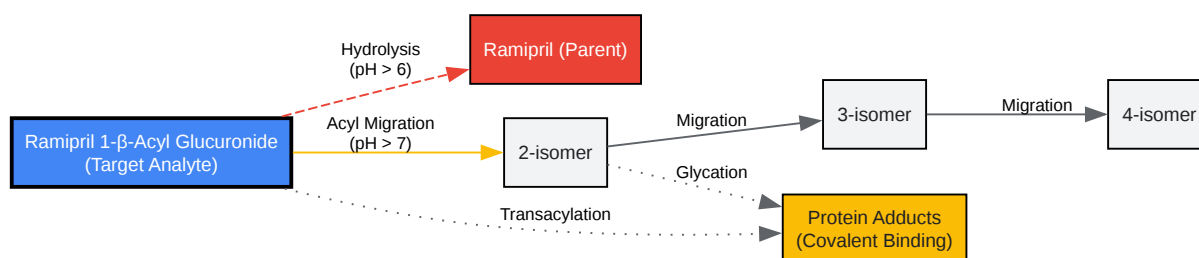 Hydrolysis
(pH > 6)
Ramipril (Parent)
Ramipril 1-β-Acyl Glucuronide
(Target Analyte)
Acyl Migration
(pH > 7)
2-isomer
Migration
3-isomer
Migration
4-isomer
Glycation
Transacylation
Protein Adducts
(Covalent Binding)